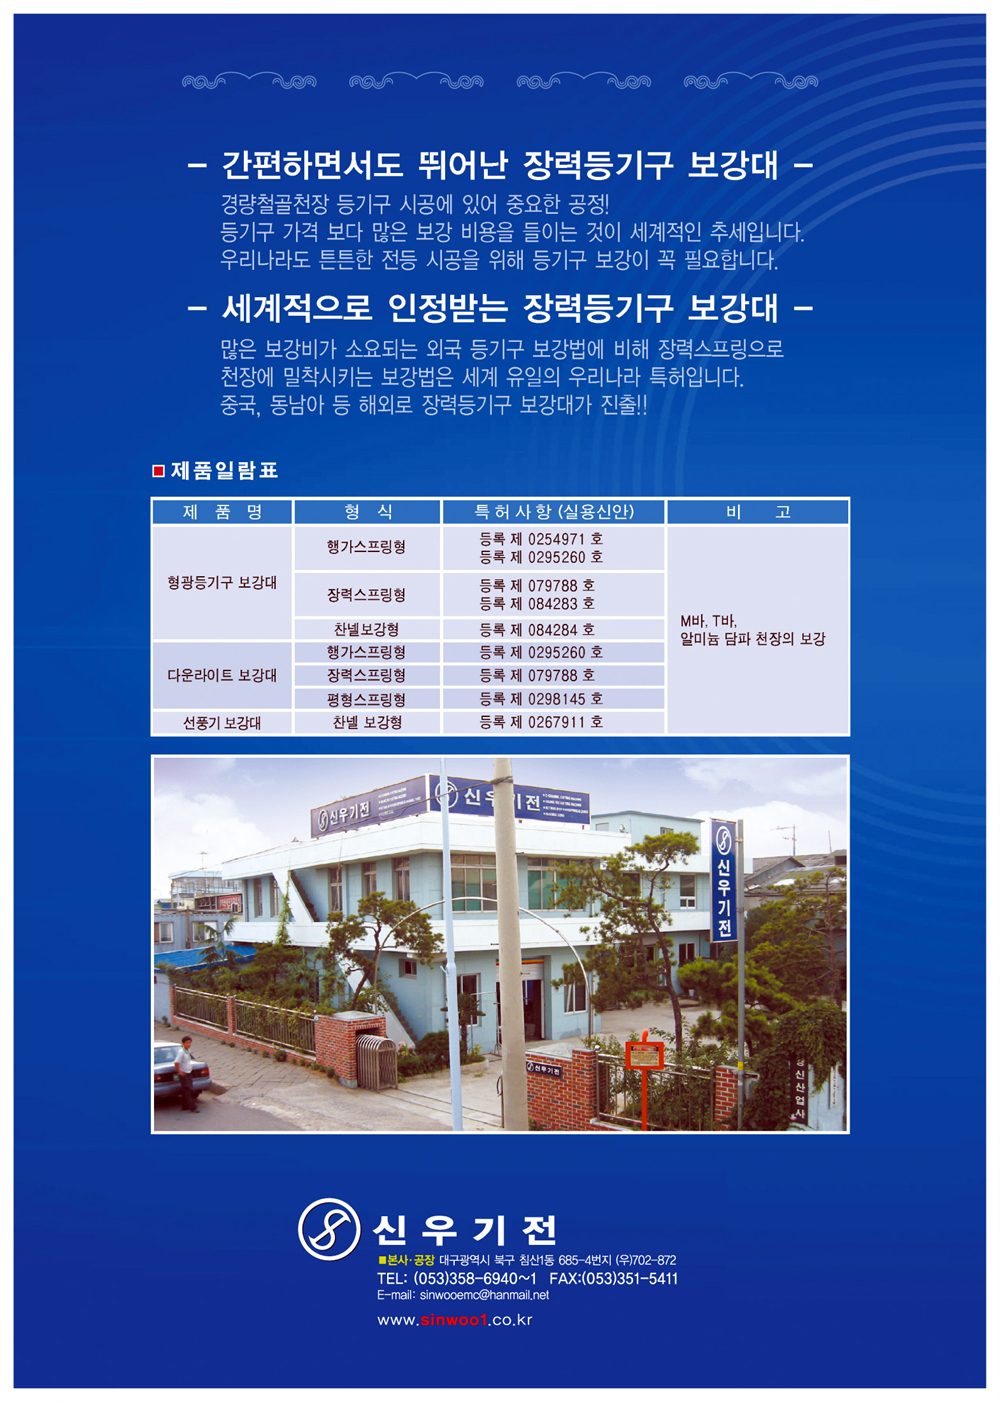 – 간편하면서도 뛰어난 장력등기구 보강대 –
경량철골천장 등기구 시공에 있어 중요한 공정!
등기구 가격 보다 많은 보강 비용을 들이는 것이 세계적인 추세입니다.
우리나라도 튼튼한 전등 시공을 위해 등기구 보강이 꼭 필요합니다.
– 세계적으로 인정받는 장력등기구 보강대 –
많은 보강비가 소요되는 외국 등기구 보강법에 비해 장력스프링으로
천장에 밀착시키는 보강법은 세계 유일의 우리나라 특허입니다.
중국, 동남아 등 해외로 장력등기구 보강대가 진출!!
제품일람표
제 품 명 형 식 특허사항 (실용신안) 비 고
형광등기구 보강대
행가스프링형
등록 제 0254971 호
등록 제 0295260 호
장력스프링형
등록 제 079788 호
등록 제 084283 호
찬넬보강형 등록 제 084284 호
다운라이트 보강대
행가스프링형 등록 제 0295260 호
장력스프링형 등록 제 079788 호
평형스프링형 등록 제 0298145 호
선풍기 보강대 찬넬 보강형 등록 제 0267911 호
M바, T바,
알미늄 담파 천장의 보강
신우기전
신우기전
신우기전
신우기전
신산업사
신우기전
■본사·공장 대구광역시 북구 침산1동 685-4번지 (우)702-872
TEL: (053)358-6940~1 FAX:(053)351-5411
E-mail: sinwooemc@hanmail.net
www.sinwoo1.co.kr